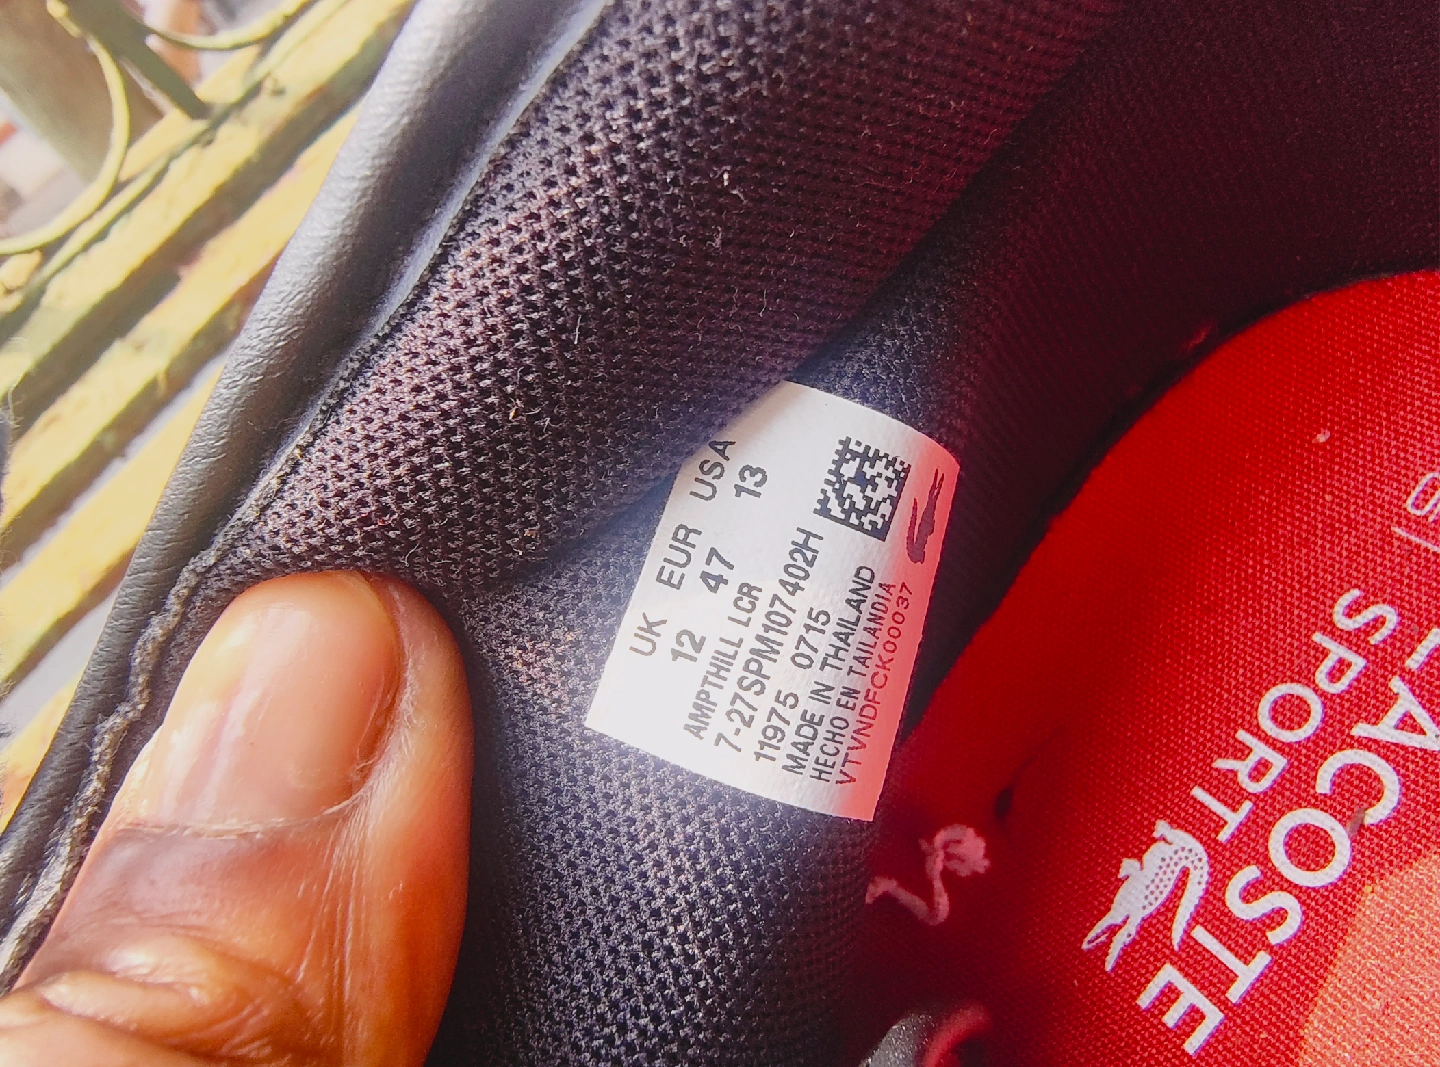 UK EUR USA
12 47 13
AMPTHILL LCR
7-27SPM107402H
11975 0715
MADE IN THAILAND
HECHO EN TAILANDIA
VTVNDFCK00037
LACOSTE
SPORT